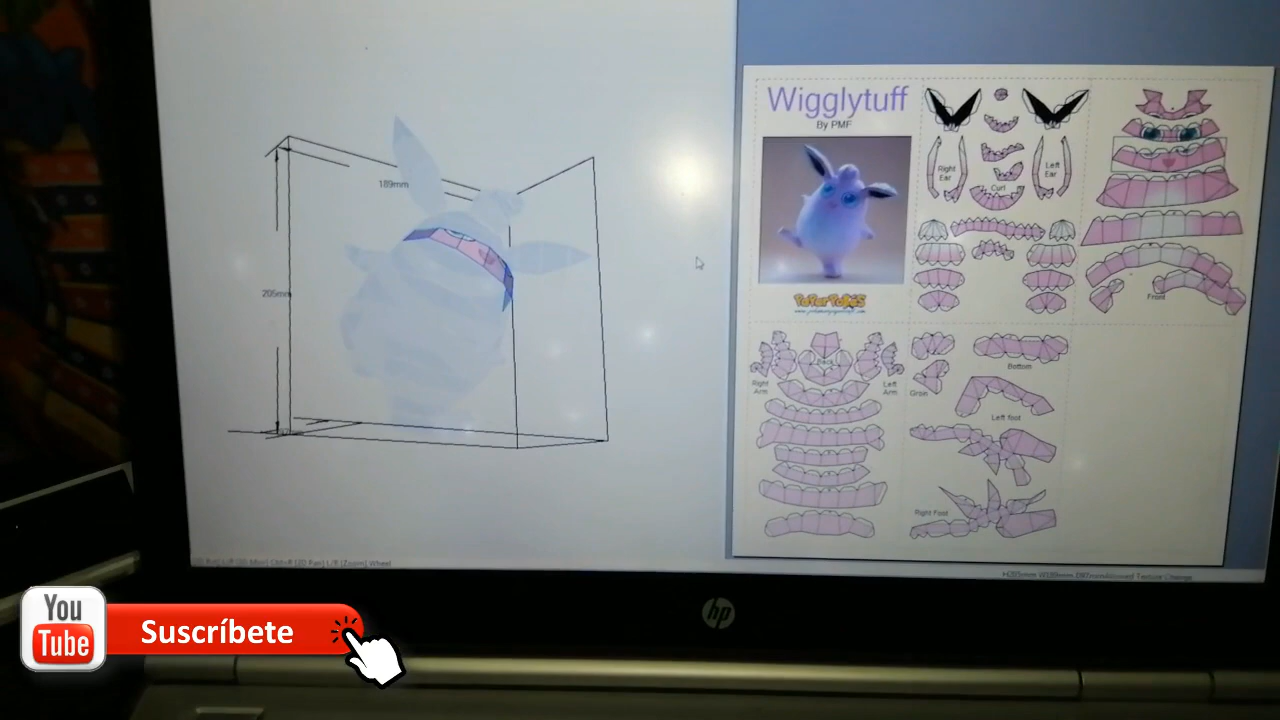 Wigglytuff
By PMF
189mm
205mm
Right
Ear
Left
Ear
Curl
Front
Right
Arm
Left
Arm
Groin
Bottom
Left foot
Right Foot
hp
You
Tube
Suscríbete